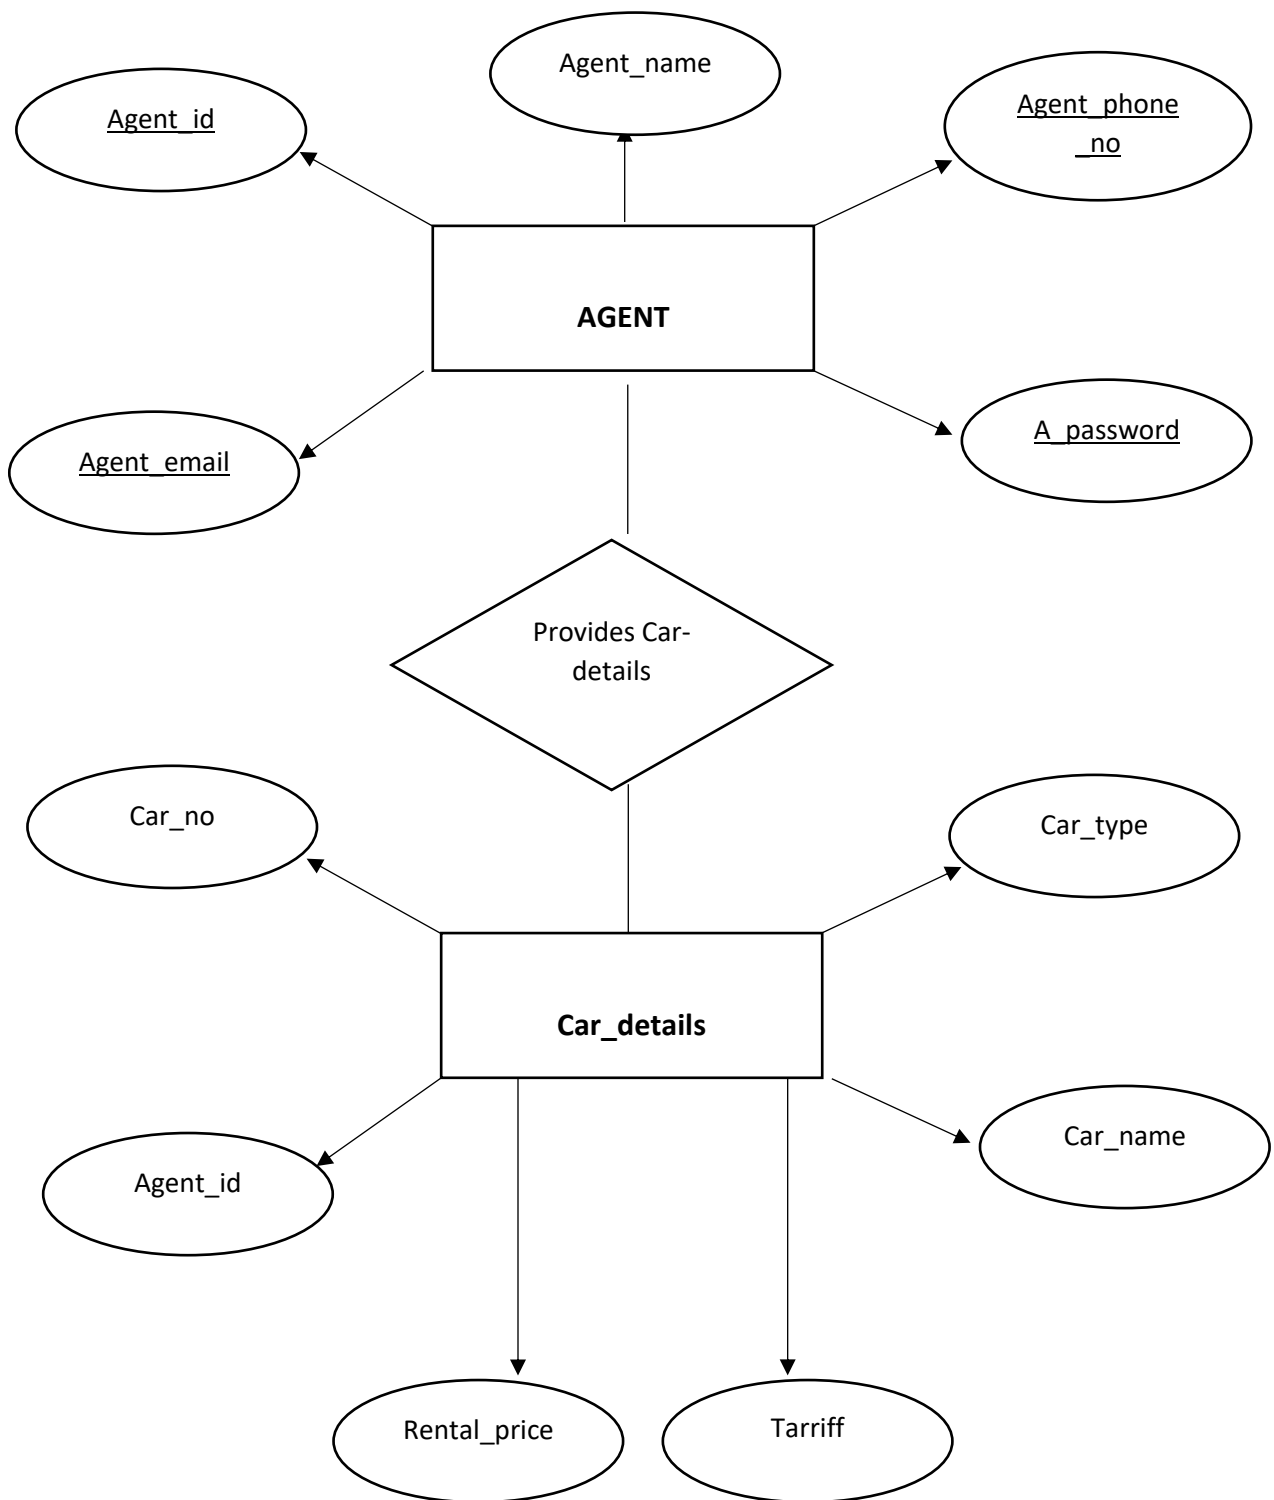 Agent_name
Agent_id
Agent_phone
_no
AGENT
Agent_email
A_password
Provides Car-
details
Car_no
Car_type
Car_details
Agent_id
Car_name
Rental_price
Tarriff